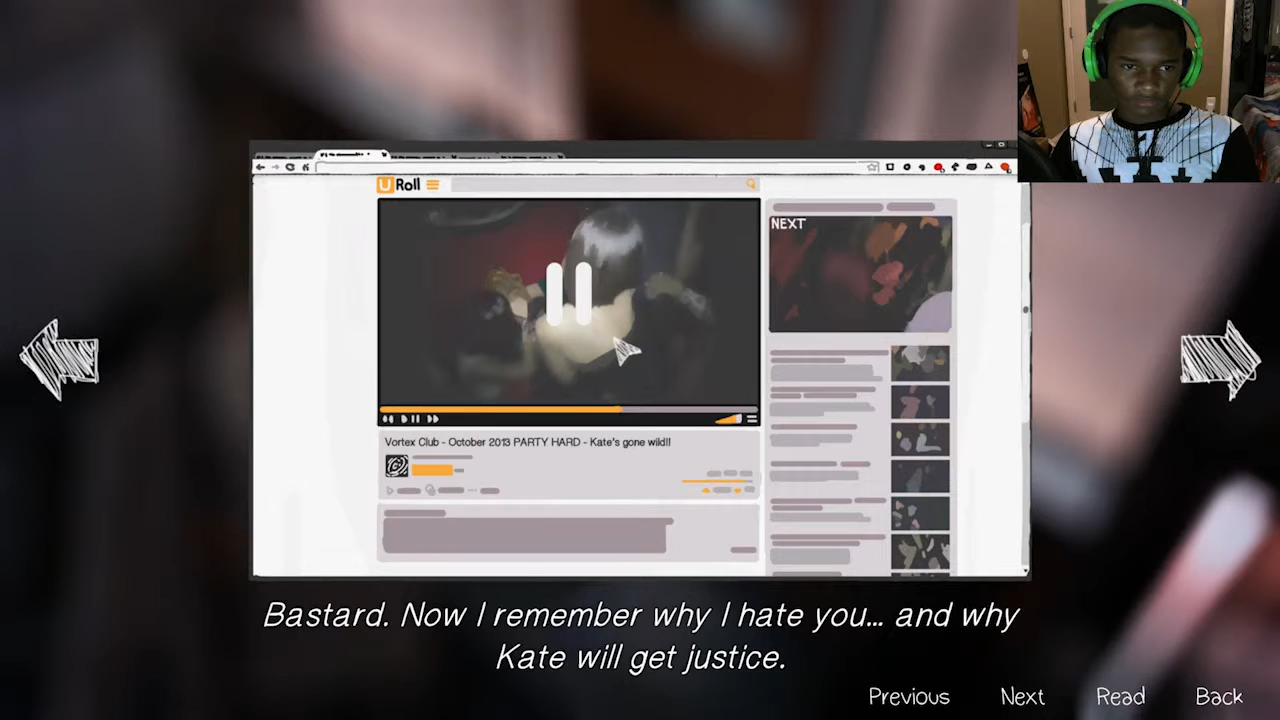 U Roll
NEXT
Vortex Club - October 2013 PARTY HARD - Kate's gone wild!!
Bastard. Now I remember why I hate you... and why
Kate will get justice.
Previous Next Read Back